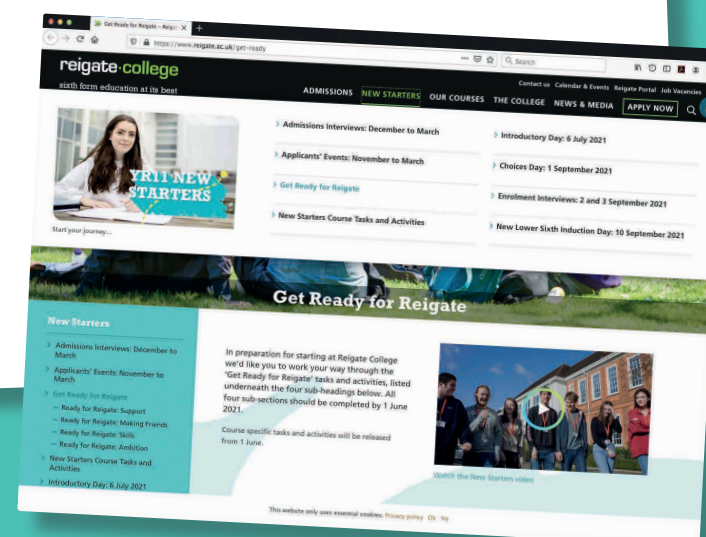 Get Ready for Reigate – Reigat
https://www.reigate.ac.uk/get-ready
Search
reigate·college
sixth form education at its best
Contact us Calendar & Events Reigate Portal Job Vacancies
ADMISSIONS NEW STARTERS OUR COURSES THE COLLEGE NEWS & MEDIA APPLY NOW
YR11 NEW
STARTERS
Start your journey...
Admissions Interviews: December to March
Applicants' Events: November to March
Get Ready for Reigate
New Starters Course Tasks and Activities
Introductory Day: 6 July 2021
Choices Day: 1 September 2021
Enrolment Interviews: 2 and 3 September 2021
New Lower Sixth Induction Day: 10 September 2021
Get Ready for Reigate
New Starters
Admissions Interviews: December to
March
Applicants' Events: November to
March
Get Ready for Reigate
— Ready for Reigate: Support
— Ready for Reigate: Making Friends
— Ready for Reigate: Skills
— Ready for Reigate: Ambition
New Starters Course Tasks and
Activities
Introductory Day: 6 July 2021
In preparation for starting at Reigate College
we'd like you to work your way through the
'Get Ready for Reigate' tasks and activities, listed
underneath the four sub-headings below. All
four sub-sections should be completed by 1 June
2021.
Course specific tasks and activities will be released
from 1 June.
Watch the New Starters video
This website only uses essential cookies. Privacy policy Ok No